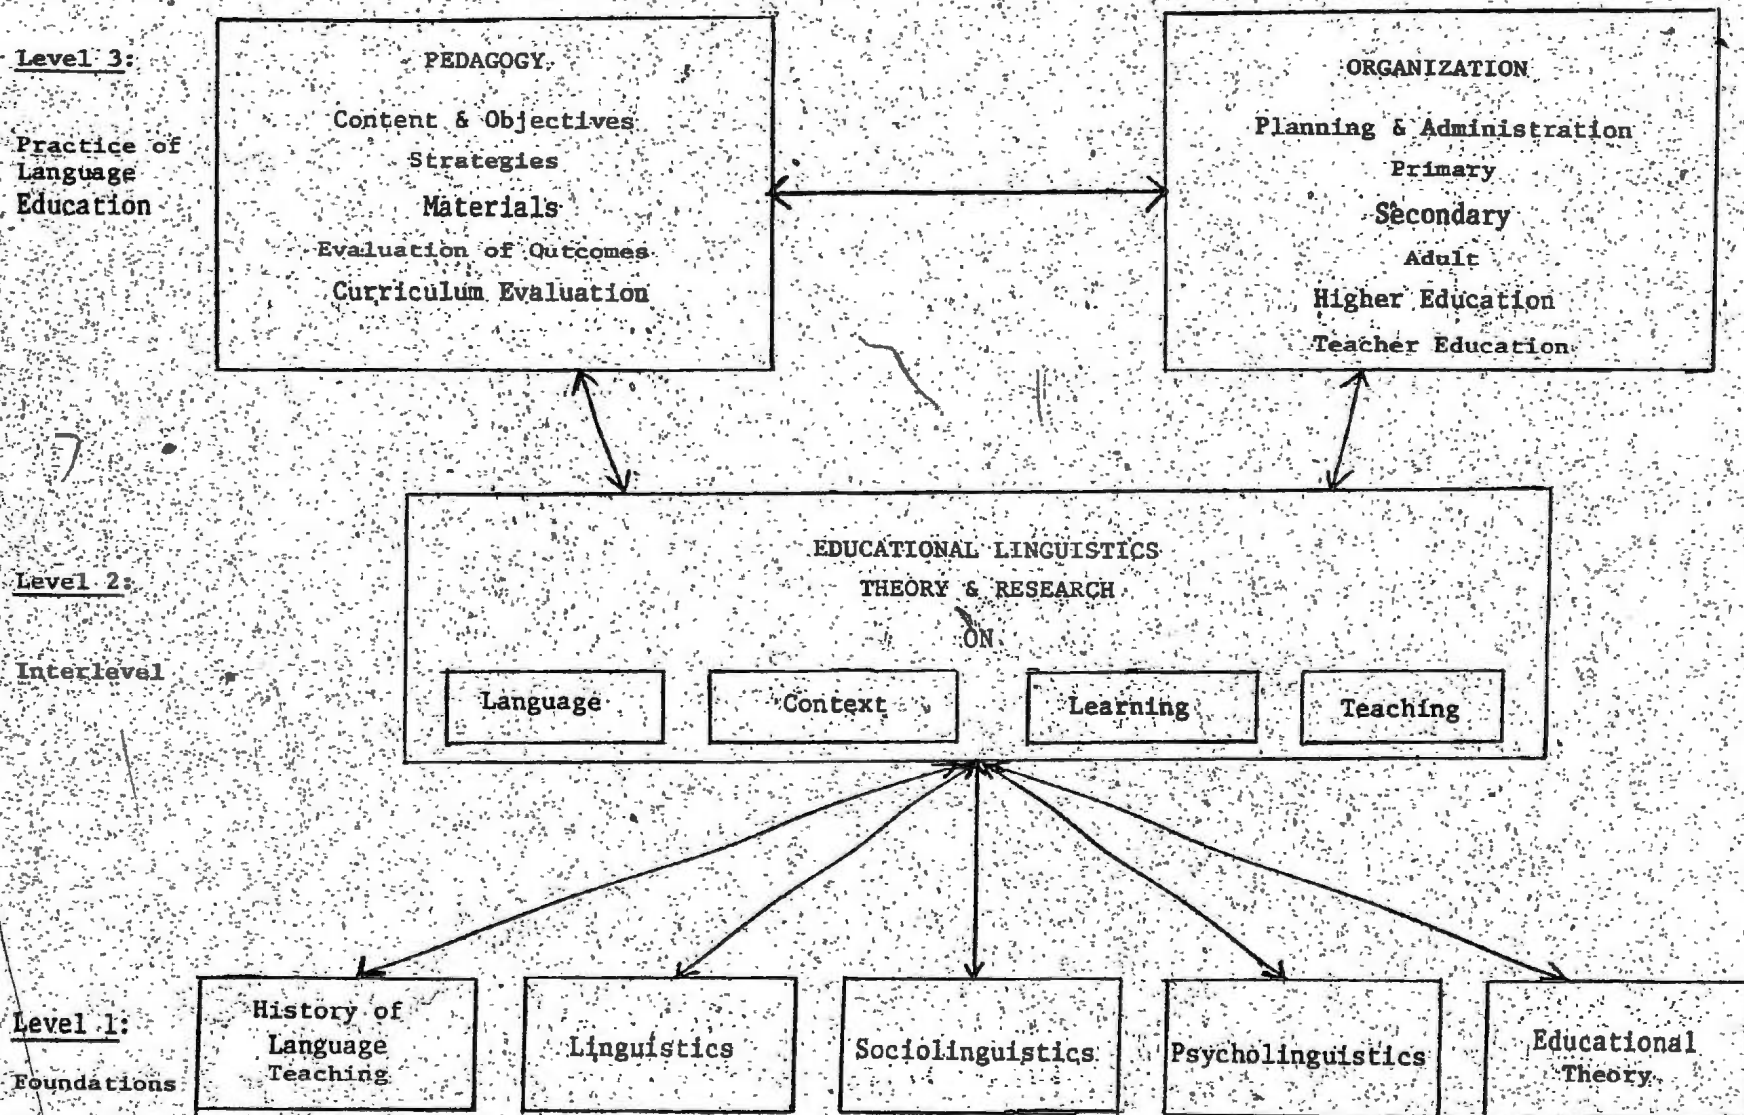 Level 3:
Practice of
Language
Education
PEDAGOGY
Content & Objectives
Strategies
Materials
Evaluation of Outcomes
Curriculum Evaluation
ORGANIZATION
Planning & Administration
Primary
Secondary
Adult
Higher Education
Teacher Education
Level 2:
Interlevel
EDUCATIONAL LINGUISTICS
THEORY & RESEARCH
ON
Language
Context
Learning
Teaching
Level 1:
Foundations
History of
Language
Teaching
Linguistics
Sociolinguistics
Psycholinguistics
Educational
Theory